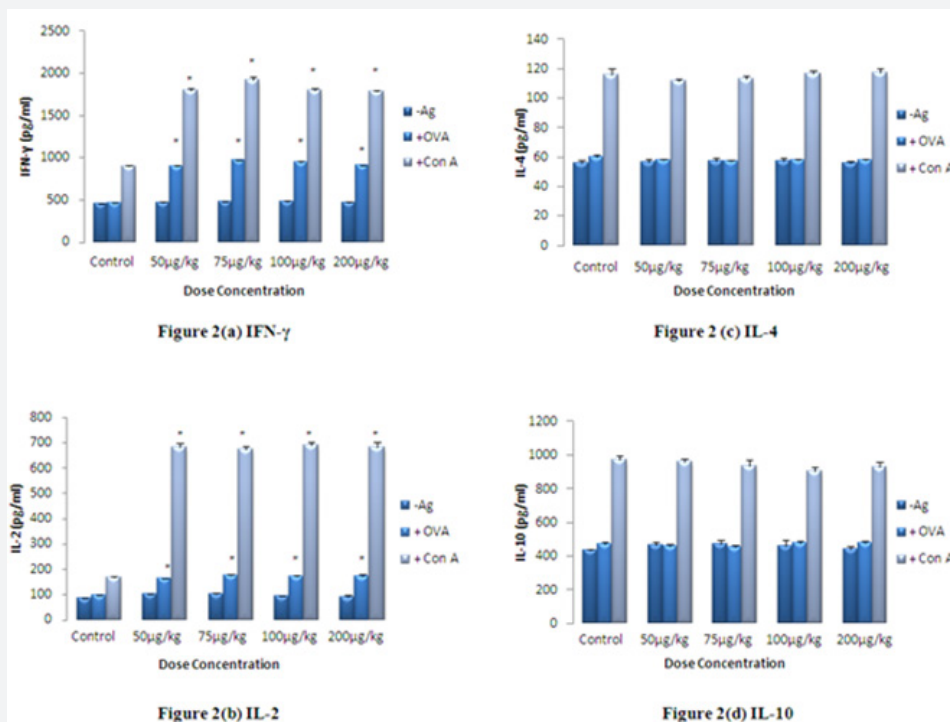 2500
2000
1500
1000
500
0
IFN-γ (pg/ml)
* * * *
* * * *
-Ag
+OVA
+Con A
Control 50µg/kg 75µg/kg 100µg/kg 200µg/kg
Dose Concentration
Figure 2(a) IFN-γ
140
120
100
80
60
40
20
0
IL-4 (pg/ml)
-Ag
+ OVA
+ Con A
Control 50µg/kg 75µg/kg 100µg/kg 200µg/kg
Dose Concentration
Figure 2 (c) IL-4
800
700
600
500
400
300
200
100
0
IL-2 (pg/ml)
* * * *
* * * *
-Ag
+ OVA
+ Con A
Control 50µg/kg 75µg/kg 100µg/kg 200µg/kg
Dose Concentration
Figure 2(b) IL-2
1200
1000
800
600
400
200
0
IL-10 (pg/ml)
-Ag
+ OVA
+ Con A
Control 50µg/kg 75µg/kg 100µg/kg 200µg/kg
Dose Concentration
Figure 2(d) IL-10